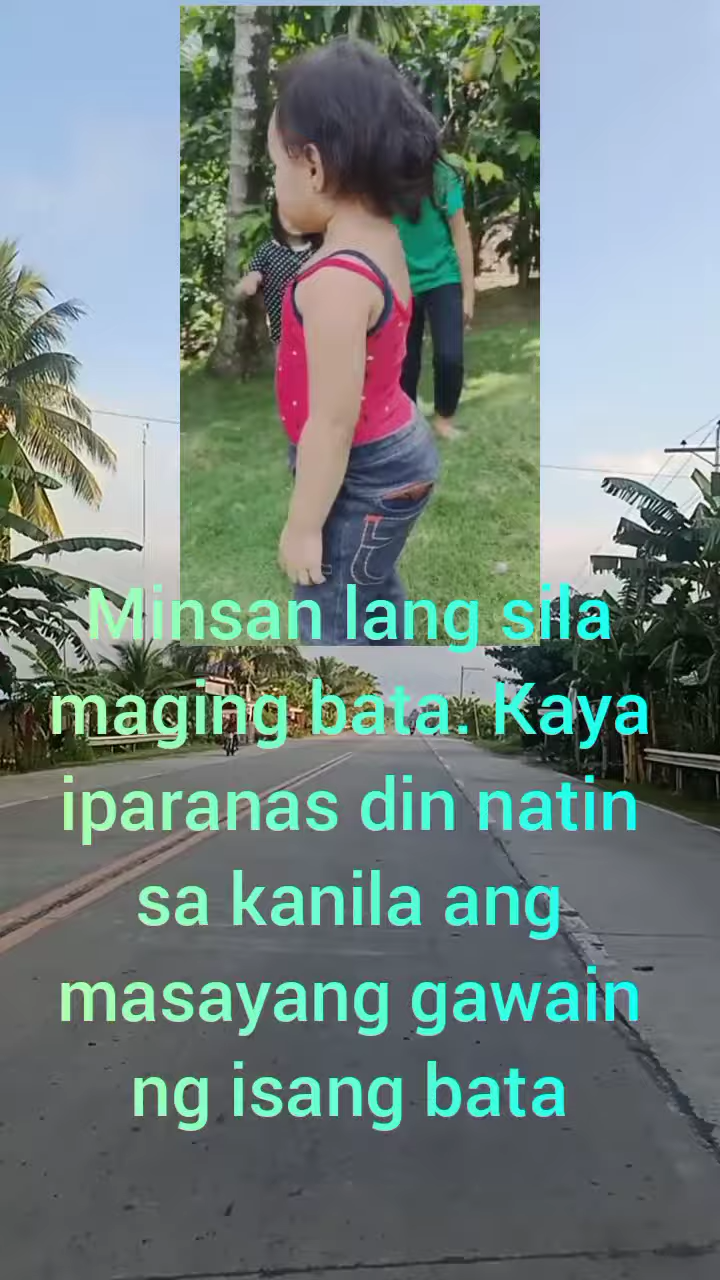 Minsan lang sila
maging bata. Kaya
iparanas din natin
sa kanila ang
masayang gawain
ng isang bata